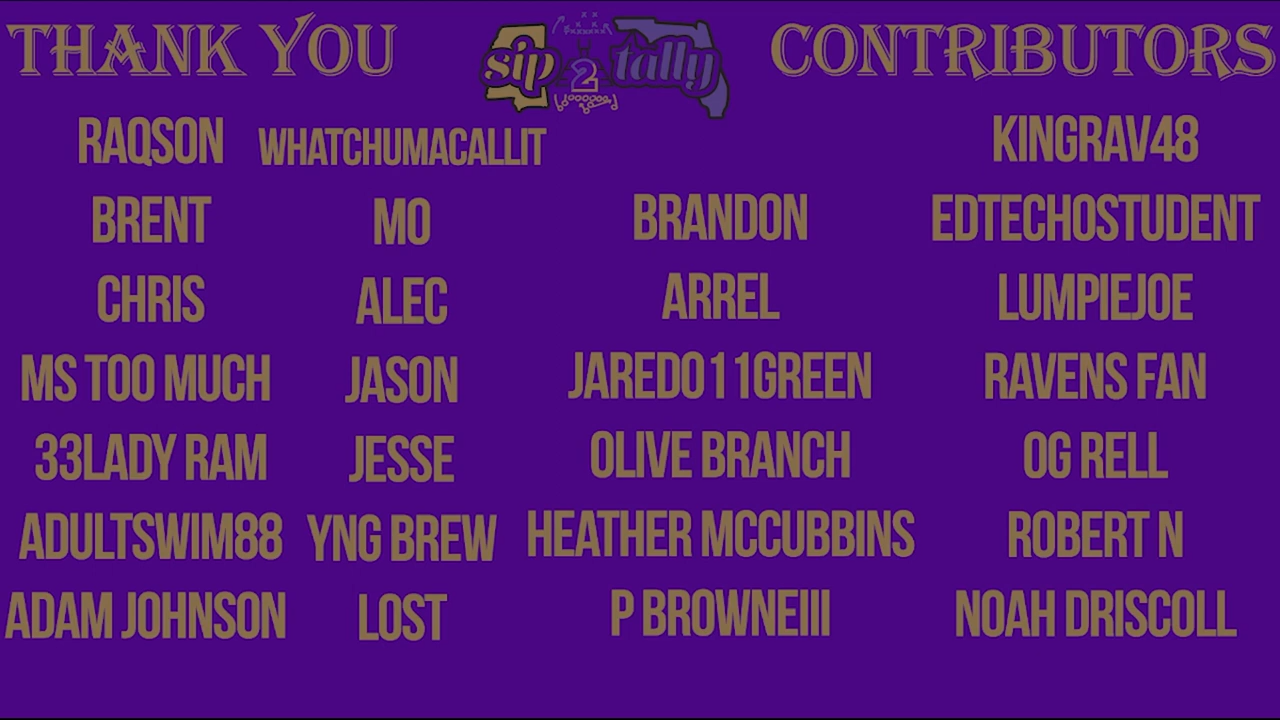 THANK YOU
sip 2 tally
CONTRIBUTORS
RAQSON
WHATCHUMACALLIT
KINGRAV48
BRENT
MO
BRANDON
EDTECHOSTUDENT
CHRIS
ALEC
ARREL
LUMPIEJOE
MS TOO MUCH
JASON
JAREDO11GREEN
RAVENS FAN
33LADY RAM
JESSE
OLIVE BRANCH
OG RELL
ADULTSWIM88
YNG BREW
HEATHER MCCUBBINS
ROBERT N
ADAM JOHNSON
LOST
P BROWNEIII
NOAH DRISCOLL